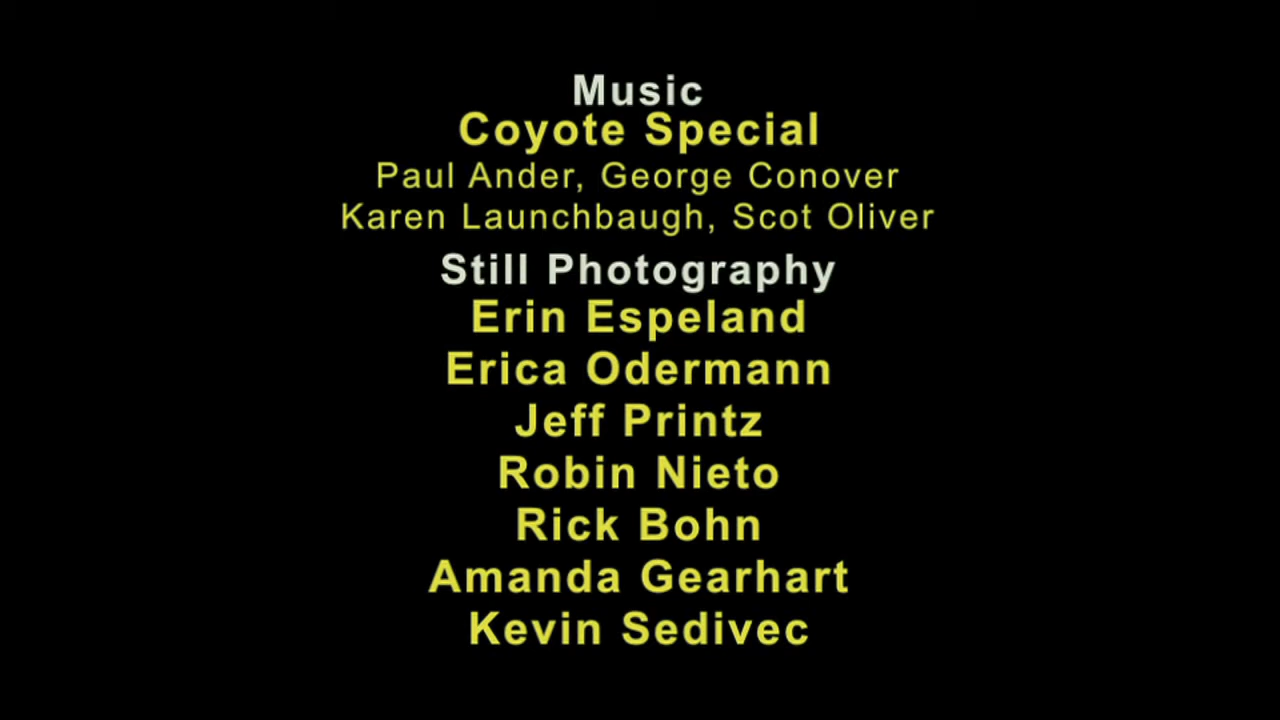 Music
Coyote Special
Paul Ander, George Conover
Karen Launchbaugh, Scot Oliver
Still Photography
Erin Espeland
Erica Odermann
Jeff Printz
Robin Nieto
Rick Bohn
Amanda Gearhart
Kevin Sedivec